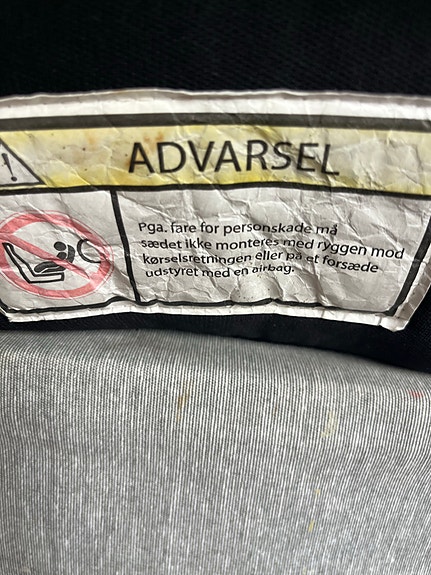 ADVARSEL
Pga. fare for personskade må
sædet ikke monteres med ryggen mod
kørselsretningen eller på et forsæde
udstyret med en airbag.